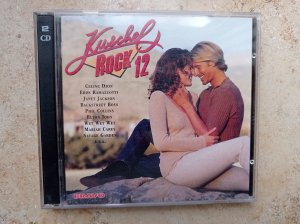 2 CD
Kuschel
ROCK 12
CELINE DION
EROS RAMAZZOTTI
JANET JACKSON
BACKSTREET BOYS
PHIL COLLINS
ELTON JOHN
WET WET WET
MARIAH CAREY
SAVAGE GARDEN
U.V.A.